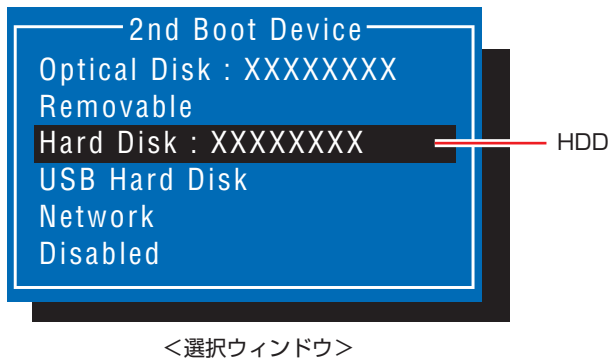 2nd Boot Device
Optical Disk : XXXXXXXX
Removable
Hard Disk : XXXXXXXX
HDD
USB Hard Disk
Network
Disabled
＜選択ウィンドウ＞